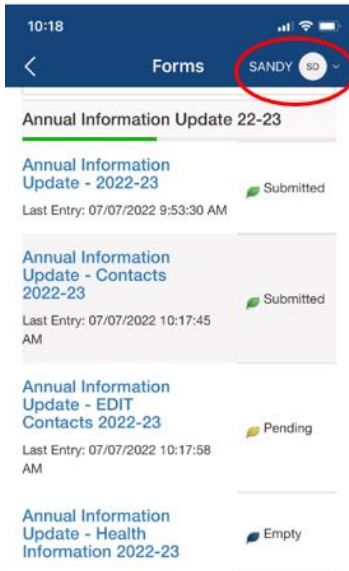 10:18
Forms
SANDY SD
Annual Information Update 22-23
Annual Information
Update - 2022-23
Last Entry: 07/07/2022 9:53:30 AM
Submitted
Annual Information
Update - Contacts
2022-23
Last Entry: 07/07/2022 10:17:45
AM
Submitted
Annual Information
Update - EDIT
Contacts 2022-23
Last Entry: 07/07/2022 10:17:58
AM
Pending
Annual Information
Update - Health
Information 2022-23
Empty